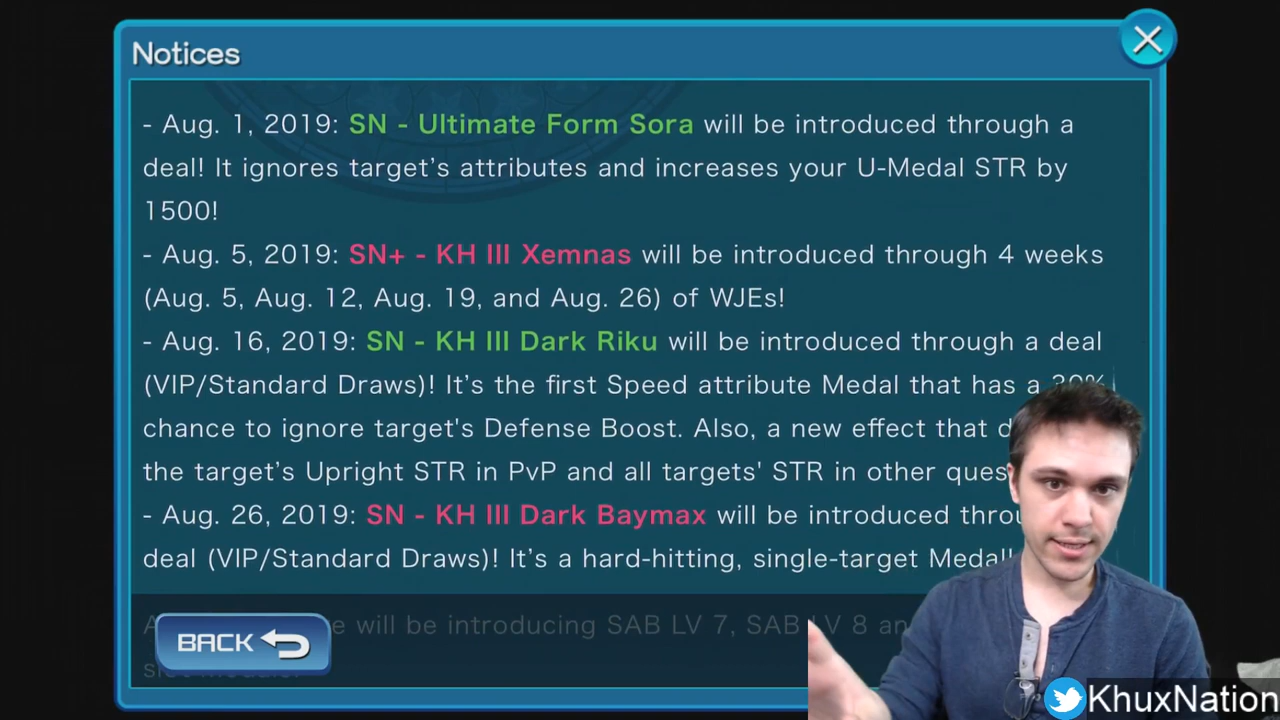 Notices
- Aug. 1, 2019: SN - Ultimate Form Sora will be introduced through a
deal! It ignores target's attributes and increases your U-Medal STR by
1500!
- Aug. 5, 2019: SN+ - KH III Xemnas will be introduced through 4 weeks
(Aug. 5, Aug. 12, Aug. 19, and Aug. 26) of WJEs!
- Aug. 16, 2019: SN - KH III Dark Riku will be introduced through a deal
(VIP/Standard Draws)! It's the first Speed attribute Medal that has a 30%
chance to ignore target's Defense Boost. Also, a new effect that
the target's Upright STR in PvP and all targets' STR in other
- Aug. 26, 2019: SN - KH III Dark Baymax will be introduced
deal (VIP/Standard Draws)! It's a hard-hitting, single-target Medal!
will be introducing SAB LV 7, SAB LV 8
BACK
KhuxNation